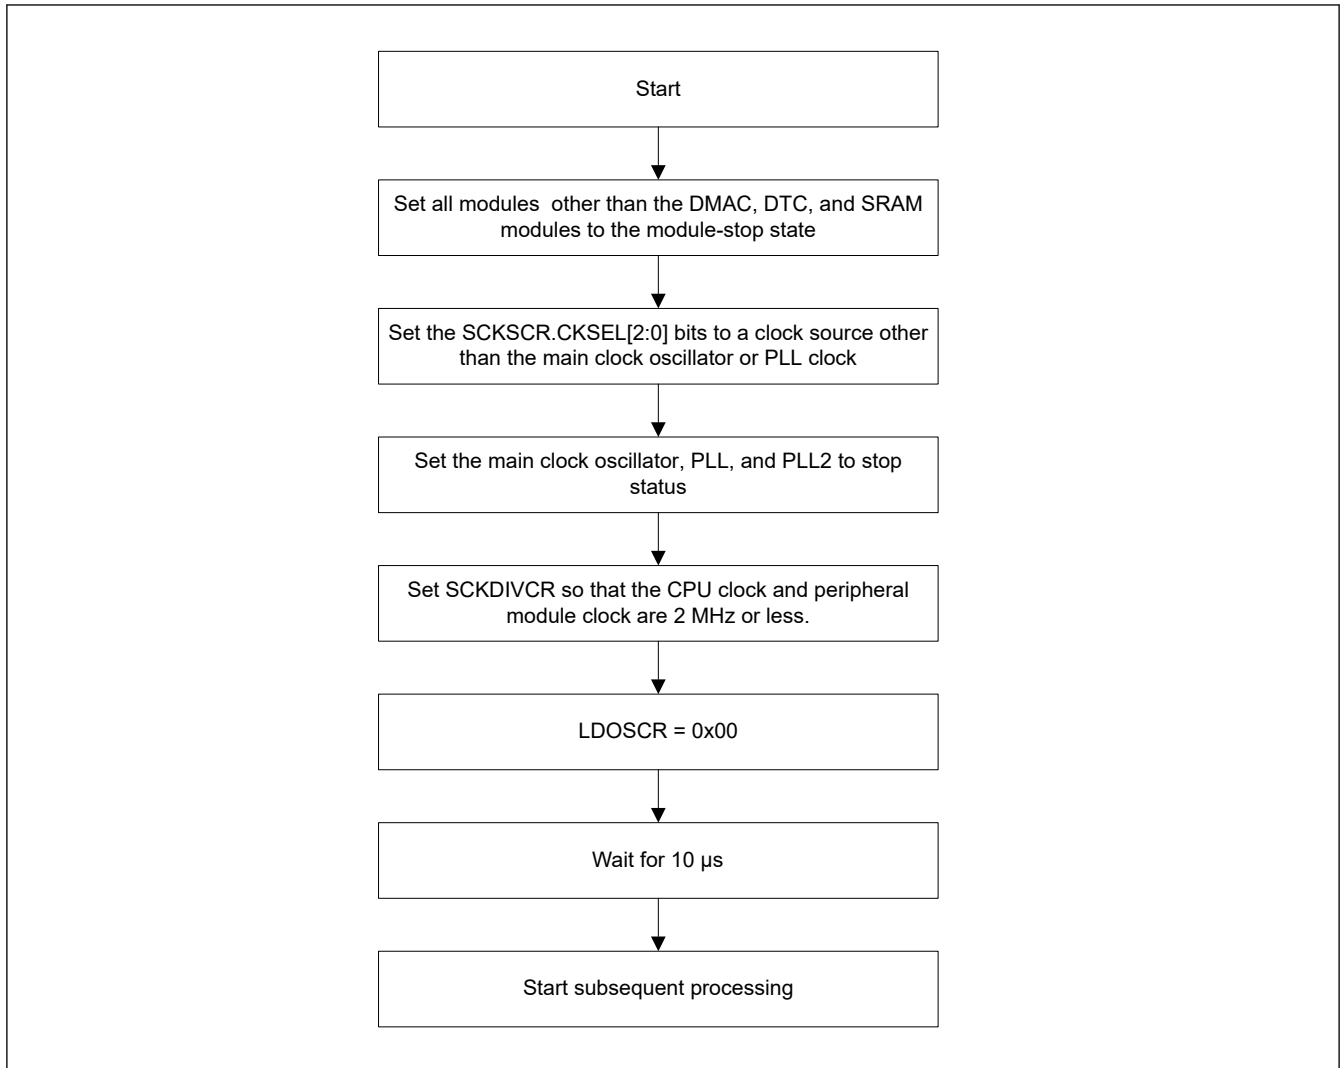 Start
Set all modules  other than the DMAC, DTC, and SRAM
modules to the module-stop state
Set the SCKSCR.CKSEL[2:0] bits to a clock source other
than the main clock oscillator or PLL clock
Set the main clock oscillator, PLL, and PLL2 to stop
status
Set SCKDIVCR so that the CPU clock and peripheral
module clock are 2 MHz or less.
LDOSCR = 0x00
Wait for 10 µs
Start subsequent processing